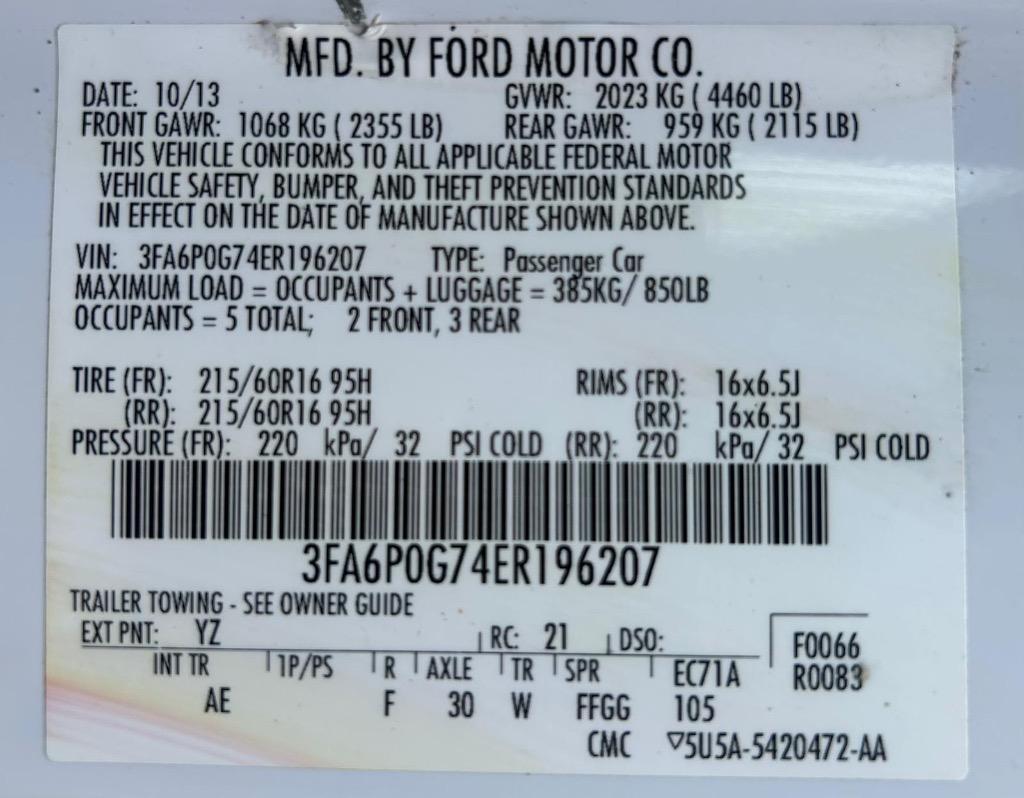 MFD. BY FORD MOTOR CO.
DATE: 10/13 GVWR: 2023 KG ( 4460 LB)
FRONT GAWR: 1068 KG ( 2355 LB) REAR GAWR: 959 KG ( 2115 LB)
THIS VEHICLE CONFORMS TO ALL APPLICABLE FEDERAL MOTOR
VEHICLE SAFETY, BUMPER, AND THEFT PREVENTION STANDARDS
IN EFFECT ON THE DATE OF MANUFACTURE SHOWN ABOVE.
VIN: 3FA6P0G74ER196207 TYPE: Passenger Car
MAXIMUM LOAD = OCCUPANTS + LUGGAGE = 385KG/ 850LB
OCCUPANTS = 5 TOTAL; 2 FRONT, 3 REAR
TIRE (FR): 215/60R16 95H RIMS (FR): 16x6.5J
(RR): 215/60R16 95H (RR): 16x6.5J
PRESSURE (FR): 220 kPa/ 32 PSI COLD (RR): 220 kPa/ 32 PSI COLD
3FA6P0G74ER196207
TRAILER TOWING - SEE OWNER GUIDE
EXT PNT: YZ RC: 21 DSO: F0066
INT TR TP/PS R AXLE TR SPR EC71A R0083
AE F 30 W FFGG 105
CMC ▽5U5A-5420472-AA